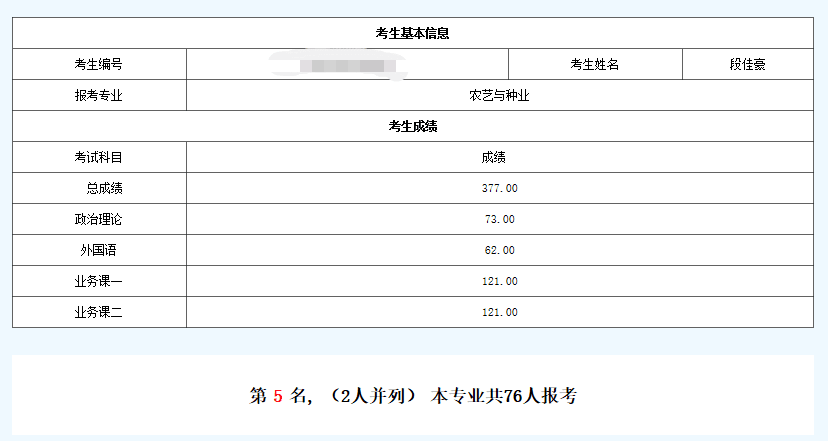 考生基本信息
考生编号 考生姓名 段佳豪
报考专业 农艺与种业
考生成绩
考试科目 成绩
总成绩 377.00
政治理论 73.00
外国语 62.00
业务课一 121.00
业务课二 121.00
第 5 名, （2人并列） 本专业共76人报考